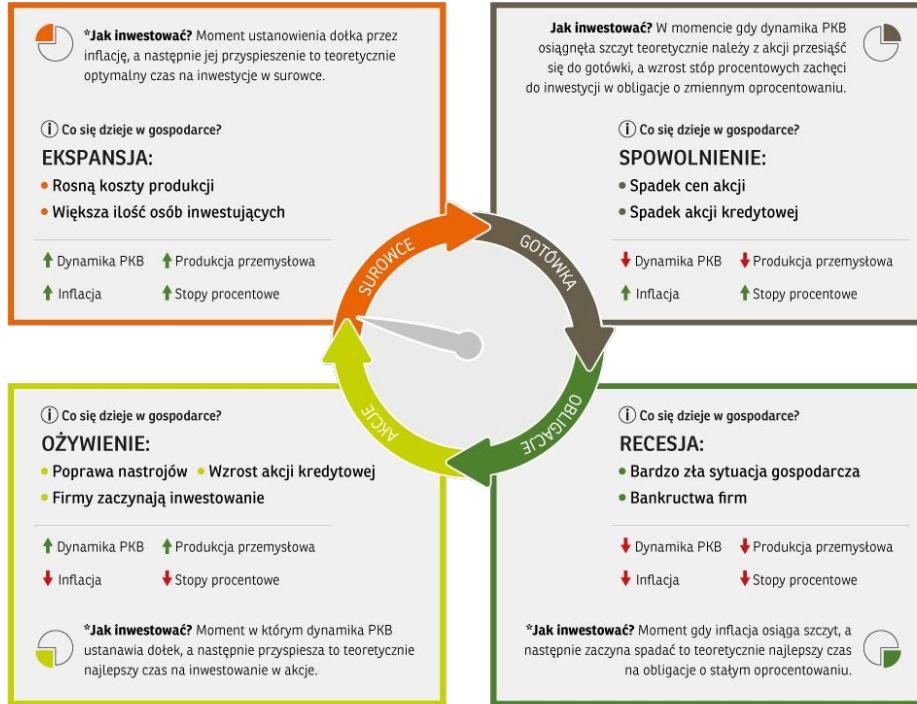 *Jak inwestować? Moment ustanowienia dołka przez
inflację, a następnie jej przyspieszenie to teoretycznie
optymalny czas na inwestycje w surowce.
i Co się dzieje w gospodarce?
EKSPANSJA:
• Rosną koszty produkcji
• Większa ilość osób inwestujących
Dynamika PKB
Produkcja przemysłowa
Inflacja
Stopy procentowe
Jak inwestować? W momencie gdy dynamika PKB
osiągnęła szczyt teoretycznie należy z akcji przesiąść
się do gotówki, a wzrost stóp procentowych zachęci
do inwestycji w obligacje o zmiennym oprocentowaniu.
i Co się dzieje w gospodarce?
SPOWOLNIENIE:
• Spadek cen akcji
• Spadek akcji kredytowej
Dynamika PKB
Produkcja przemysłowa
Inflacja
Stopy procentowe
SUROWCE
GOTÓWKA
AKCJE
OBLIGACJE
i Co się dzieje w gospodarce?
OŻYWIENIE:
• Poprawa nastrojów • Wzrost akcji kredytowej
• Firmy zaczynają inwestowanie
Dynamika PKB
Produkcja przemysłowa
Inflacja
Stopy procentowe
*Jak inwestować? Moment w którym dynamika PKB
ustanawia dołek, a następnie przyspiesza to teoretycznie
najlepszy czas na inwestowanie w akcje.
i Co się dzieje w gospodarce?
RECESJA:
• Bardzo zła sytuacja gospodarcza
• Bankructwa firm
Dynamika PKB
Produkcja przemysłowa
Inflacja
Stopy procentowe
*Jak inwestować? Moment gdy inflacja osiąga szczyt, a
następnie zaczyna spadać to teoretycznie najlepszy czas
na obligacje o stałym oprocentowaniu.